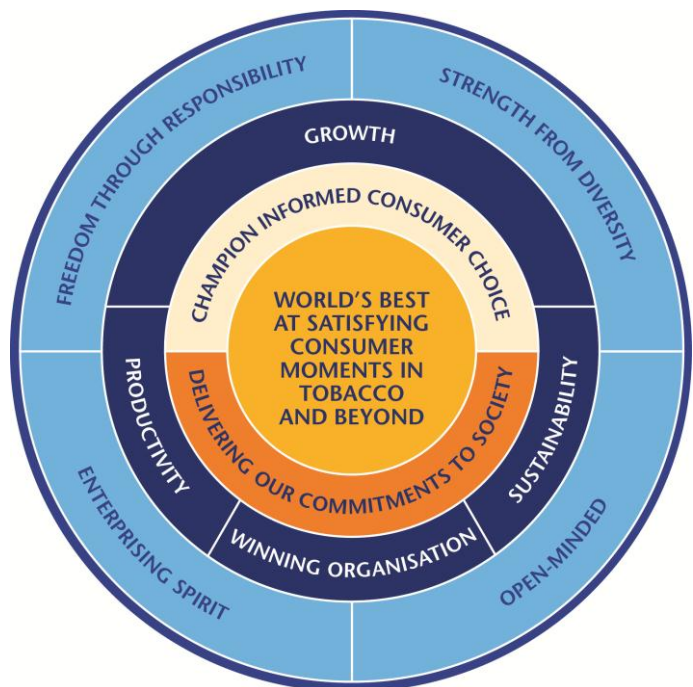 FREEDOM THROUGH RESPONSIBILITY
STRENGTH FROM DIVERSITY
GROWTH
CHAMPION INFORMED CONSUMER CHOICE
WORLD'S BEST
AT SATISFYING
CONSUMER
MOMENTS IN
TOBACCO
AND BEYOND
DELIVERING OUR COMMITMENTS TO SOCIETY
PRODUCTIVITY
SUSTAINABILITY
WINNING ORGANISATION
ENTERPRISING SPIRIT
OPEN-MINDED